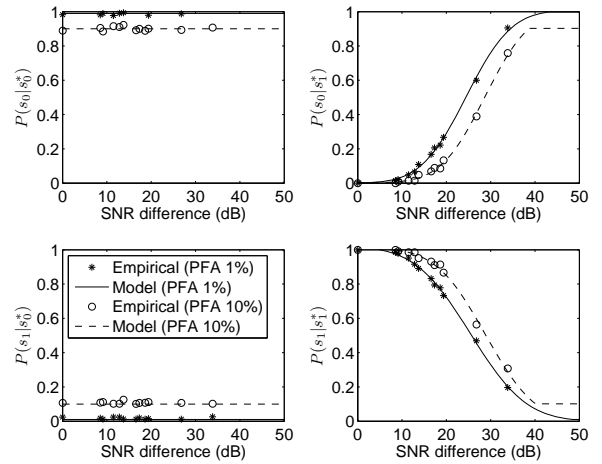 1
0.8
0.6
0.4
0.2
0
P(s₀|s₀*)
0 10 20 30 40 50
SNR difference (dB)
1
0.8
0.6
0.4
0.2
0
P(s₀|s₁*)
0 10 20 30 40 50
SNR difference (dB)
1
0.8
0.6
0.4
0.2
0
P(s₁|s₀*)
Empirical (PFA 1%)
Model (PFA 1%)
Empirical (PFA 10%)
Model (PFA 10%)
0 10 20 30 40 50
SNR difference (dB)
1
0.8
0.6
0.4
0.2
0
P(s₁|s₁*)
0 10 20 30 40 50
SNR difference (dB)